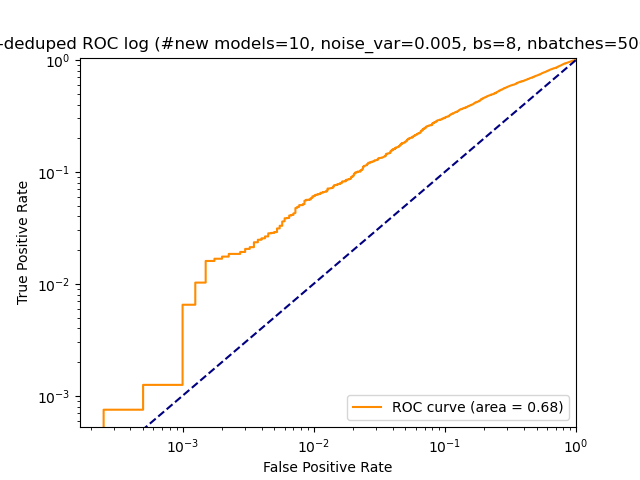 -deduped ROC log (#new models=10, noise_var=0.005, bs=8, nbatches=50
10⁰
10⁻¹
10⁻²
10⁻³
True Positive Rate
ROC curve (area = 0.68)
10⁻³ 10⁻² 10⁻¹ 10⁰
False Positive Rate